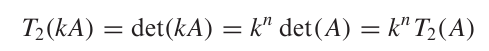 T₂(kA) = det(kA) = kⁿ det(A) = kⁿ T₂(A)